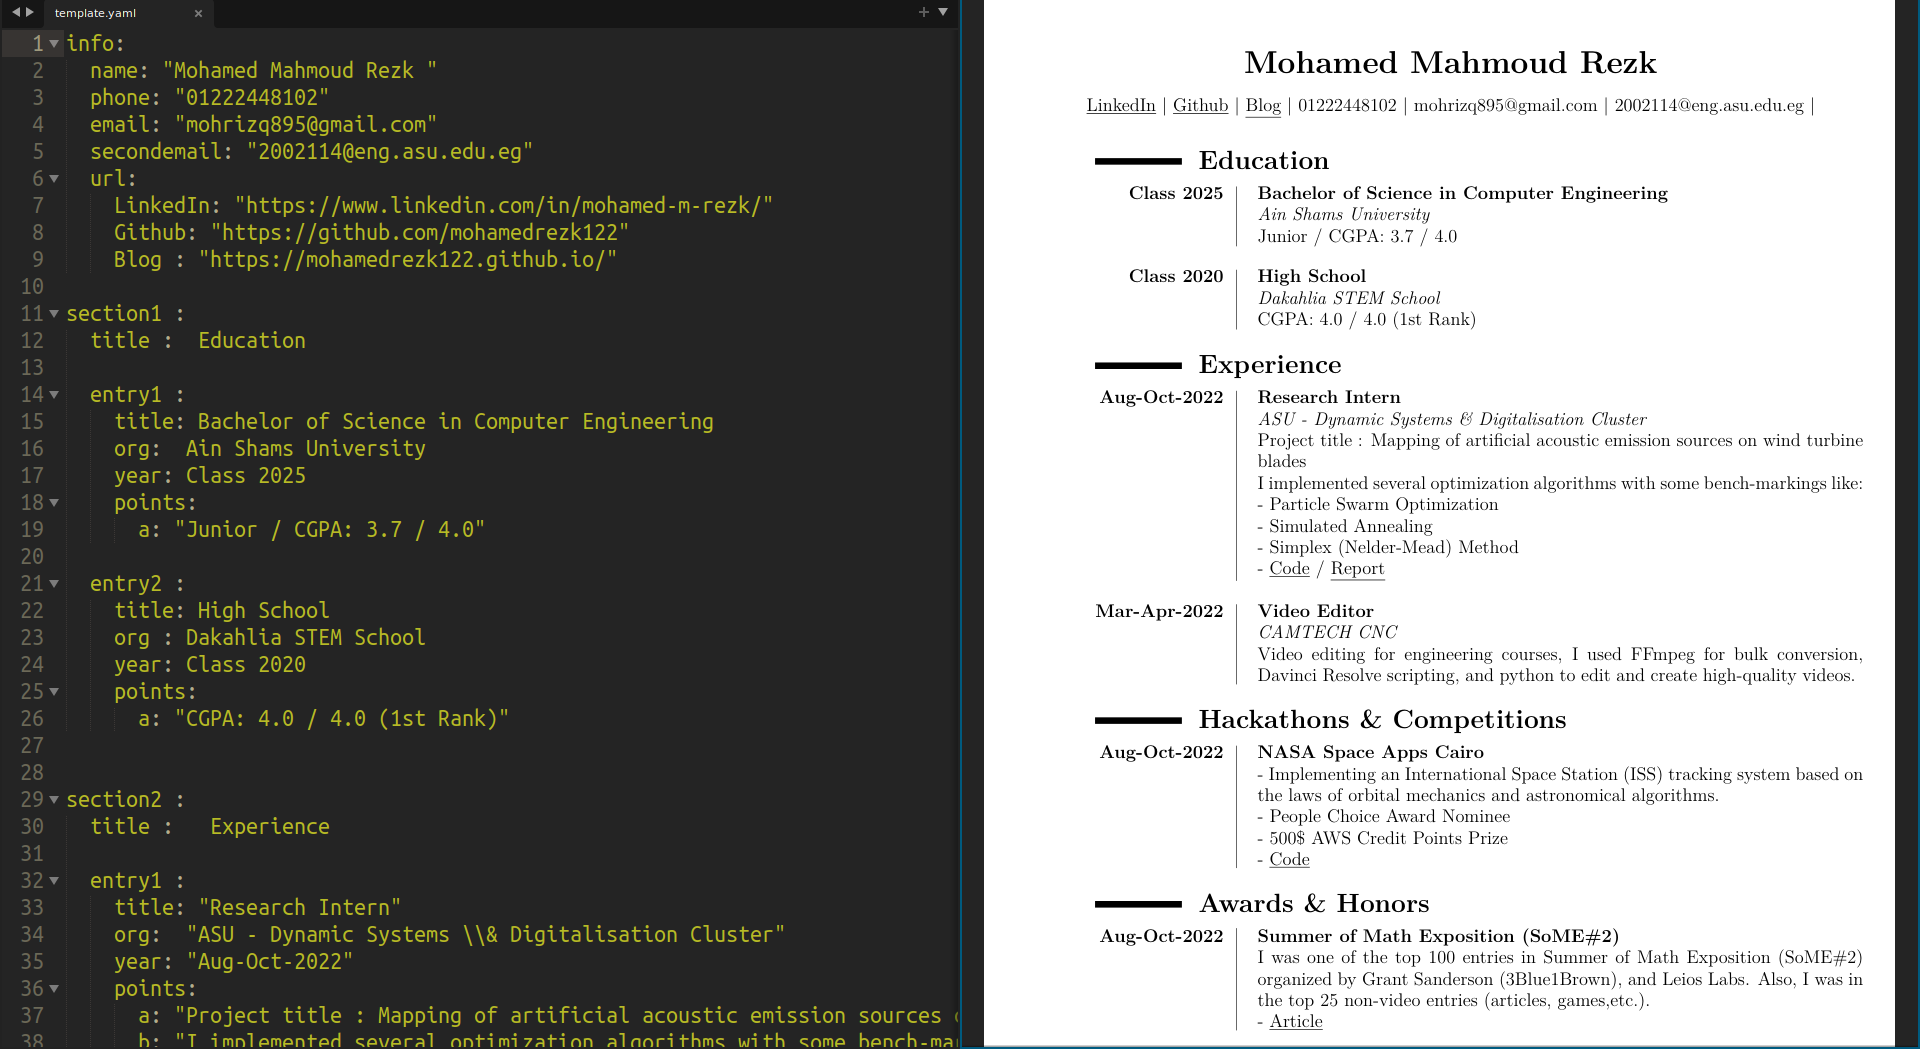 template.yaml
1 info:
2 name: "Mohamed Mahmoud Rezk "
3 phone: "01222448102"
4 email: "mohrizq895@gmail.com"
5 secondemail: "2002114@eng.asu.edu.eg"
6 url:
7 LinkedIn: "https://www.linkedin.com/in/mohamed-m-rezk/"
8 Github: "https://github.com/mohamedrezk122"
9 Blog : "https://mohamedrezk122.github.io/"
10
11 section1 :
12 title :  Education
13
14 entry1 :
15 title: Bachelor of Science in Computer Engineering
16 org:  Ain Shams University
17 year: Class 2025
18 points:
19 a: "Junior / CGPA: 3.7 / 4.0"
20
21 entry2 :
22 title: High School
23 org : Dakahlia STEM School
24 year: Class 2020
25 points:
26 a: "CGPA: 4.0 / 4.0 (1st Rank)"
27
28
29 section2 :
30 title :   Experience
31
32 entry1 :
33 title: "Research Intern"
34 org:  "ASU - Dynamic Systems \\& Digitalisation Cluster"
35 year: "Aug-Oct-2022"
36 points:
37 a: "Project title : Mapping of artificial acoustic emission sources
38 b: "I implemented several optimization algorithms with some
Mohamed Mahmoud Rezk
LinkedIn | Github | Blog | 01222448102 | mohrizq895@gmail.com | 2002114@eng.asu.edu.eg |
Education
Class 2025 Bachelor of Science in Computer Engineering
Ain Shams University
Junior / CGPA: 3.7 / 4.0
Class 2020 High School
Dakahlia STEM School
CGPA: 4.0 / 4.0 (1st Rank)
Experience
Aug-Oct-2022 Research Intern
ASU - Dynamic Systems & Digitalisation Cluster
Project title : Mapping of artificial acoustic emission sources on wind turbine
blades
I implemented several optimization algorithms with some bench-markings like:
- Particle Swarm Optimization
- Simulated Annealing
- Simplex (Nelder-Mead) Method
- Code / Report
Mar-Apr-2022 Video Editor
CAMTECH CNC
Video editing for engineering courses, I used FFmpeg for bulk conversion,
Davinci Resolve scripting, and python to edit and create high-quality videos.
Hackathons & Competitions
Aug-Oct-2022 NASA Space Apps Cairo
- Implementing an International Space Station (ISS) tracking system based on
the laws of orbital mechanics and astronomical algorithms.
- People Choice Award Nominee
- 500$ AWS Credit Points Prize
- Code
Awards & Honors
Aug-Oct-2022 Summer of Math Exposition (SoME#2)
I was one of the top 100 entries in Summer of Math Exposition (SoME#2)
organized by Grant Sanderson (3Blue1Brown), and Leios Labs. Also, I was in
the top 25 non-video entries (articles, games,etc.).
- Article